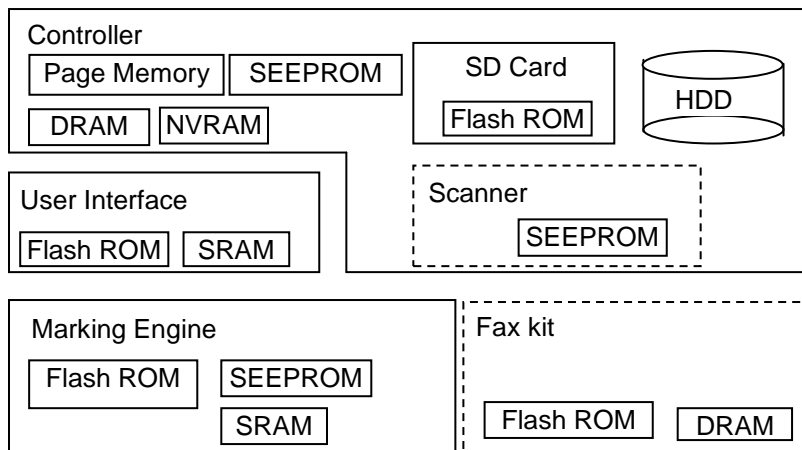 Controller
Page Memory
SEEPROM
DRAM
NVRAM
SD Card
Flash ROM
HDD
User Interface
Flash ROM
SRAM
Scanner
SEEPROM
Marking Engine
Flash ROM
SEEPROM
SRAM
Fax kit
Flash ROM
DRAM